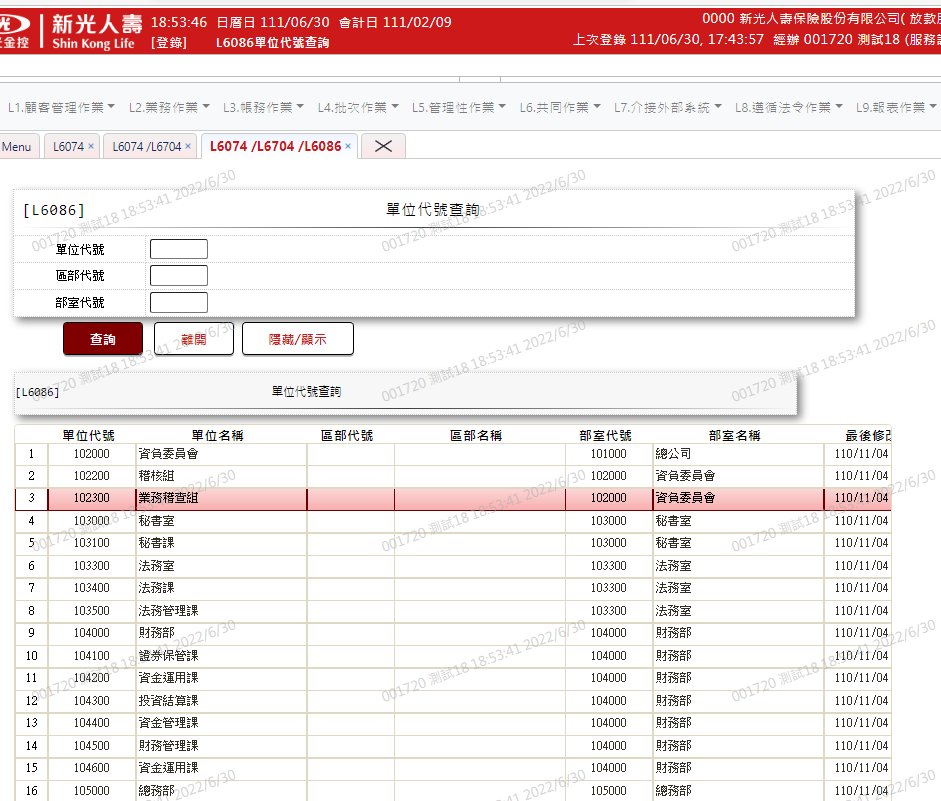 光金控 新光人壽 Shin Kong Life
18:53:46 日曆日 111/06/30 會計日 111/02/09
[登錄] L6086單位代號查詢
0000 新光人壽保險股份有限公司( 放款
上次登錄 111/06/30, 17:43:57 經辦 001720 測試18 (服務
L1.顧客管理作業 L2.業務作業 L3.帳務作業 L4.批次作業 L5.管理性作業 L6.共同作業 L7.介接外部系統 L8.遵循法令作業 L9.報表作業
Menu L6074 × L6074 /L6704 × L6074 /L6704 /L6086 ×
[L6086] 單位代號查詢
單位代號
區部代號
部室代號
查詢 離開 隱藏/顯示
[L6086] 單位代號查詢
單位代號 單位名稱 區部代號 區部名稱 部室代號 部室名稱 最後修改
1 102000 資負委員會 101000 總公司 110/11/04
2 102200 稽核組 102000 資負委員會 110/11/04
3 102300 業務稽查組 102000 資負委員會 110/11/04
4 103000 秘書室 103000 秘書室 110/11/04
5 103100 秘書課 103000 秘書室 110/11/04
6 103300 法務室 103300 法務室 110/11/04
7 103400 法務課 103300 法務室 110/11/04
8 103500 法務管理課 103300 法務室 110/11/04
9 104000 財務部 104000 財務部 110/11/04
10 104100 證券保管課 104000 財務部 110/11/04
11 104200 資金運用課 104000 財務部 110/11/04
12 104300 投資結算課 104000 財務部 110/11/04
13 104400 資金管理課 104000 財務部 110/11/04
14 104500 財務管理課 104000 財務部 110/11/04
15 104600 資金運用課 104000 財務部 110/11/04
16 105000 總務部 105000 總務部 110/11/04
001720 測試18 18:53:41 2022/6/30